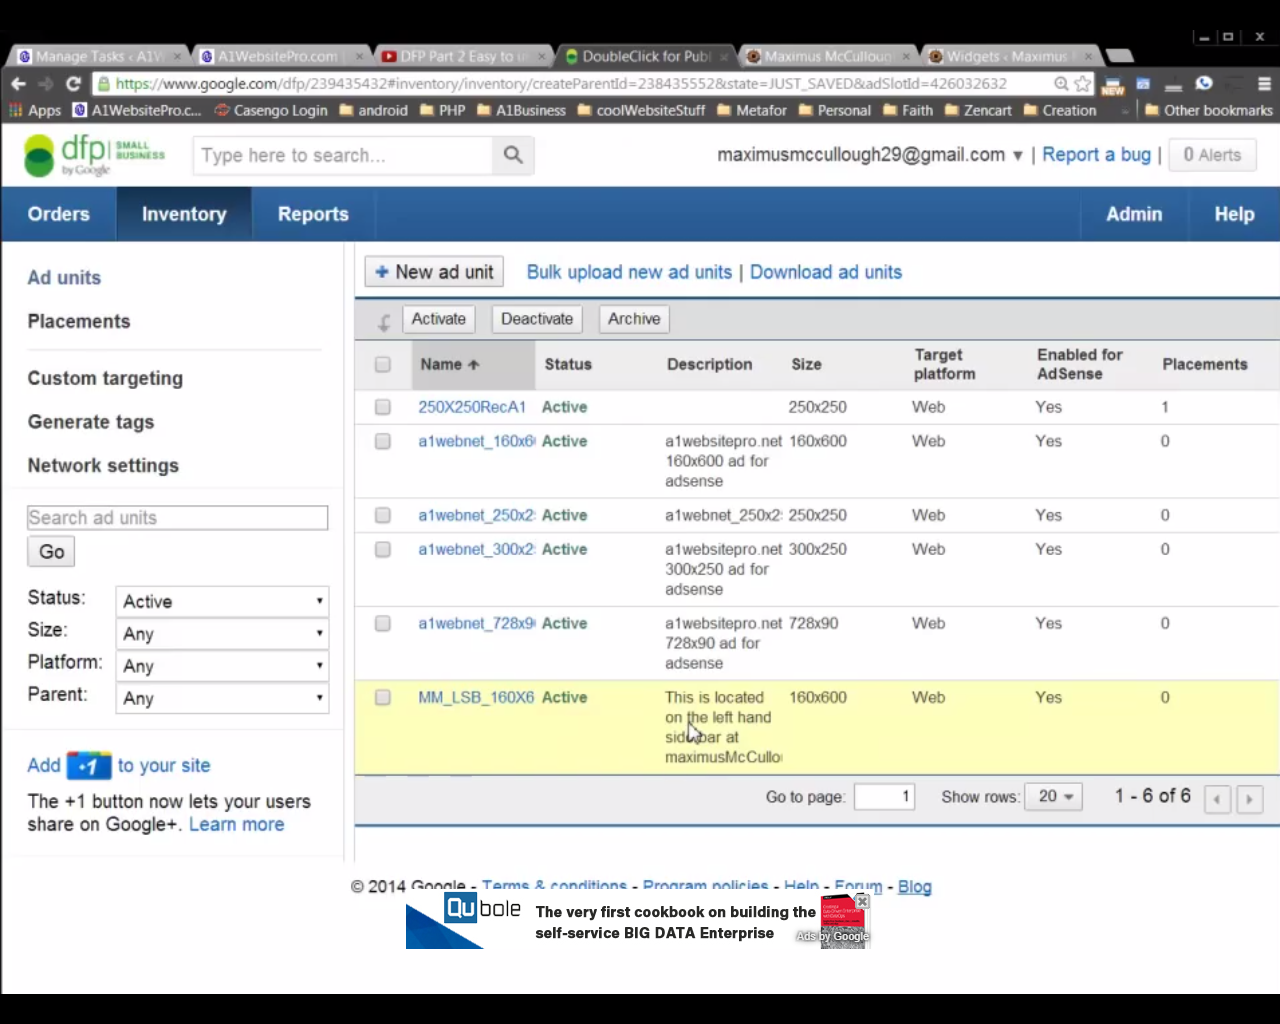 Manage Tasks ‹ A1W
A1WebsitePro.com
DFP Part 2 Easy to u
DoubleClick for Publ
Maximus McCullough
Widgets ‹ Maximus
https://www.google.com/dfp/239435432#inventory/inventory/createParentId=238435552&state=JUST_SAVED&adSlotId=426032632
NEW
Apps A1WebsitePro.c... Casengo Login android PHP A1Business coolWebsiteStuff Metafor Personal Faith Zencart Creation Other bookmarks
dfp SMALL BUSINESS
by Google
Type here to search...
maximusmccullough29@gmail.com ▼ | Report a bug | 0 Alerts
Orders Inventory Reports Admin Help
Ad units
Placements
Custom targeting
Generate tags
Network settings
Search ad units
Go
Status: Active
Size: Any
Platform: Any
Parent: Any
Add +1 to your site
The +1 button now lets your users
share on Google+. Learn more
+ New ad unit Bulk upload new ad units | Download ad units
Activate Deactivate Archive
Name Status Description Size Target platform Enabled for AdSense Placements
250X250RecA1 Active 250x250 Web Yes 1
a1webnet_160x6 Active a1websitepro.net 160x600 Web Yes 0
160x600 ad for
adsense
a1webnet_250x2 Active a1webnet_250x2 250x250 Web Yes 0
a1webnet_300x2 Active a1websitepro.net 300x250 Web Yes 0
300x250 ad for
adsense
a1webnet_728x9 Active a1websitepro.net 728x90 Web Yes 0
728x90 ad for
adsense
MM_LSB_160X6 Active This is located 160x600 Web Yes 0
on the left hand
sidebar at
maximusMcCullo
Go to page: 1 Show rows: 20 1 - 6 of 6
© 2014 Google - Terms & conditions - Program policies - Help - Forum - Blog
Qubole
The very first cookbook on building the
self-service BIG DATA Enterprise
Ads by Google